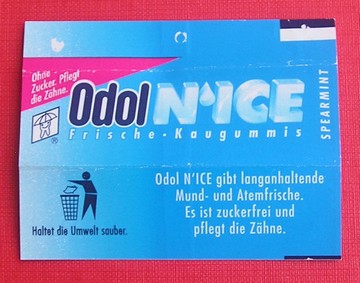 Ohne
Zucker. Pflegt
die Zähne.
Odol N'ICE
Frische-Kaugummis
SPEARMINT
Odol N'ICE gibt langanhaltende
Mund- und Atemfrische.
Es ist zuckerfrei und
pflegt die Zähne.
Haltet die Umwelt sauber.